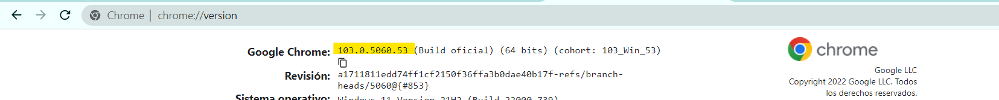 Chrome | chrome://version
Google Chrome: 103.0.5060.53 (Build oficial) (64 bits) (cohort: 103_Win_53)
chrome
Revisión: a1711811edd74ff1cf2150f36ffa3b0dae40b17f-refs/branch-
heads/5060@{#853}
Google LLC
Copyright 2022 Google LLC. Todos
los derechos reservados.
Sistema operativo: Windows 11 Version 21H2 (Build 22000.739)